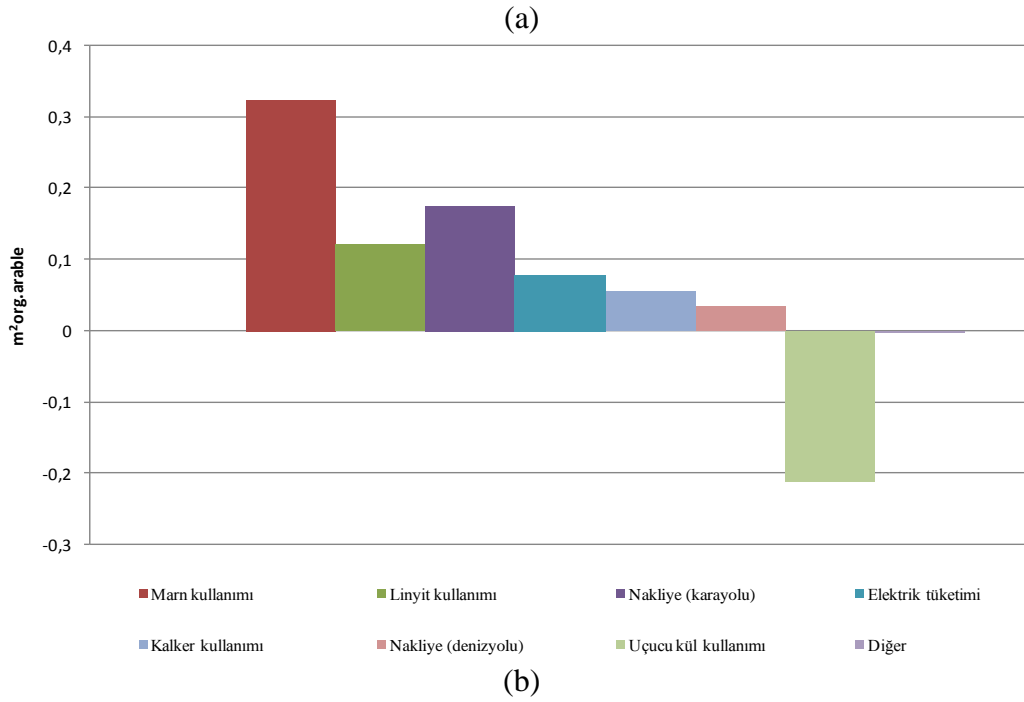 (a)
0,4
0,3
0,2
0,1
0
-0,1
-0,2
-0,3
m²org.arable
Marn kullanımı Linyit kullanımı Nakliye (karayolu) Elektrik tüketimi
Kalker kullanımı Nakliye (denizyolu) Uçucu kül kullanımı Diğer
(b)